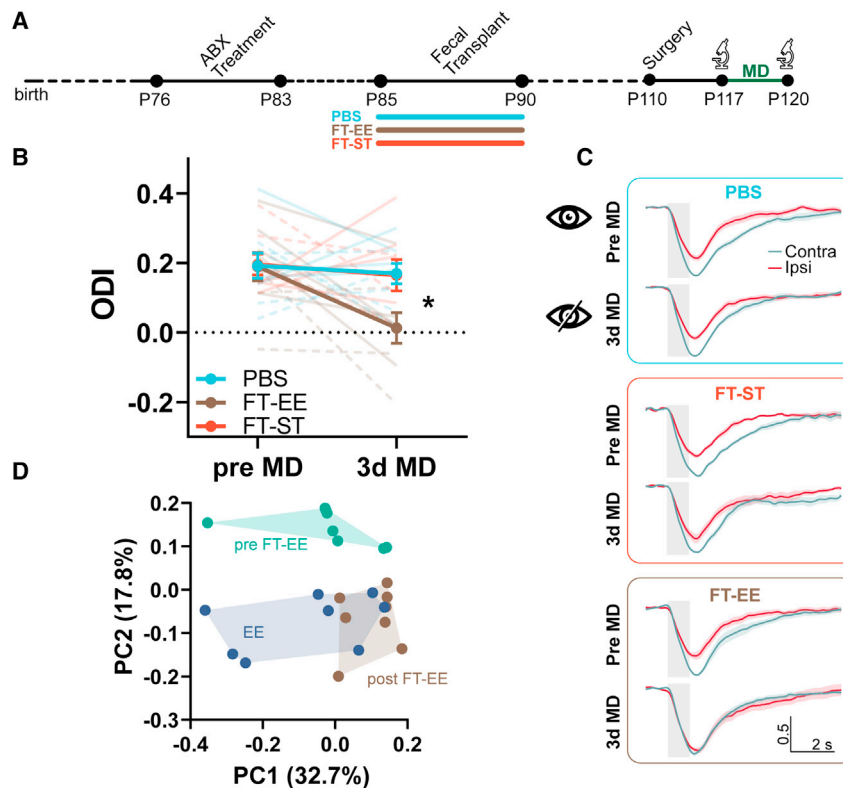 A
ABX
Treatment
Fecal
Transplant
Surgery
MD
birth
P76
P83
P85
P90
P110
P117
P120
PBS
FT-EE
FT-ST
B
ODI
0.4
0.2
0.0
-0.2
*
PBS
FT-EE
FT-ST
pre MD
3d MD
C
PBS
Pre MD
Contra
Ipsi
3d MD
FT-ST
Pre MD
3d MD
FT-EE
Pre MD
3d MD
0.5
2 s
D
PC2 (17.8%)
0.2
0.1
0.0
-0.1
-0.2
-0.3
pre FT-EE
EE
post FT-EE
-0.4
-0.2
0.0
0.2
PC1 (32.7%)